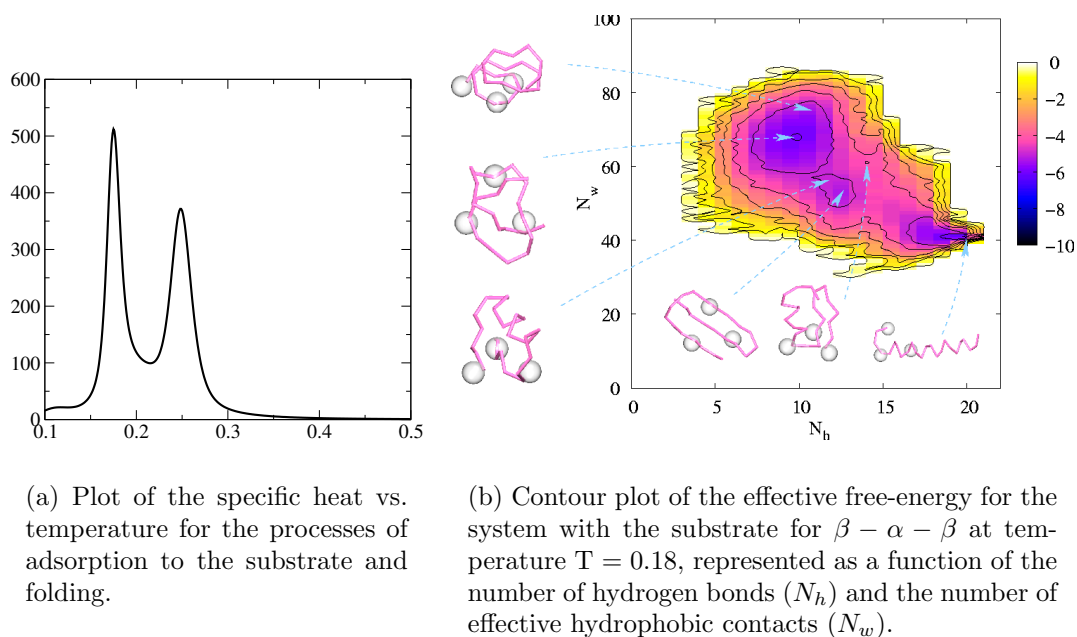 600
500
400
300
200
100
0
0.1
0.2
0.3
0.4
0.5
100
80
60
40
20
0
N_w
0
5
10
15
20
N_h
0
−2
−4
−6
−8
−10
(a) Plot of the specific heat vs.
temperature for the processes of
adsorption to the substrate and
folding.
(b) Contour plot of the effective free-energy for the
system with the substrate for β − α − β at tem-
perature T = 0.18, represented as a function of the
number of hydrogen bonds (N_h) and the number of
effective hydrophobic contacts (N_w).